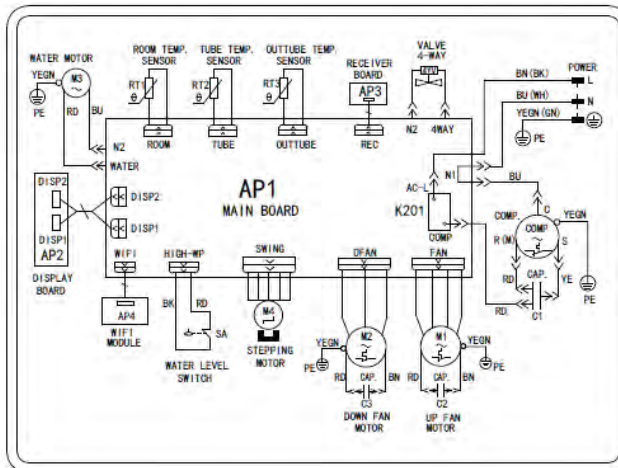 WATER MOTOR
ROOM TEMP. SENSOR
TUBE TEMP. SENSOR
OUTTUBE TEMP. SENSOR
RECEIVER BOARD
VALVE 4-WAY
YEGN
M3
PE
RD
BU
RT1
θ
RT2
θ
RT3
θ
AP3
BN(BK)
POWER
L
BU(WH)
N
YEGN(GN)
PE
ROOM
TUBE
OUTTUBE
REC
N2
4WAY
N2
WATER
N1
BU
AC-L
K201
COMP
AP1
MAIN BOARD
DISP2
DISP1
AP2
DISPLAY BOARD
DISP2
DISP1
COMP.
C
YEGN
COMP
R(M)
S
RD
CAP.
YE
RD
C1
PE
WIFI
HIGH-WP
SWING
DFAN
FAN
AP4
WIFI MODULE
BK
RD
SA
WATER LEVEL SWITCH
M4
STEPPING MOTOR
YEGN
M2
PE
RD
CAP.
BN
C3
DOWN FAN MOTOR
M1
YEGN
PE
RD
CAP.
BN
C2
UP FAN MOTOR